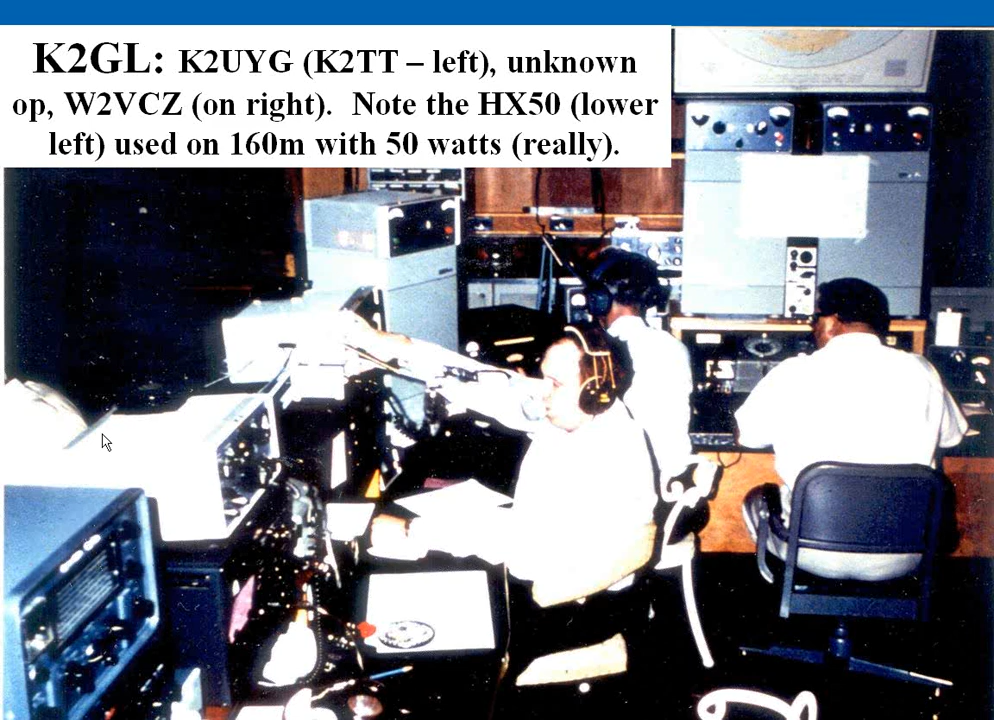 K2GL: K2UYG (K2TT – left), unknown
op, W2VCZ (on right).  Note the HX50 (lower
left) used on 160m with 50 watts (really).